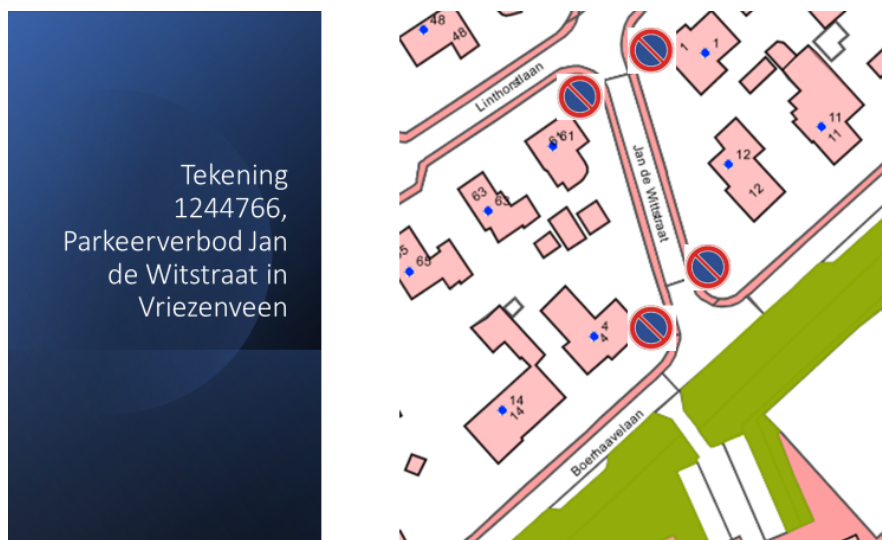 Tekening
1244766,
Parkeerverbod Jan
de Witstraat in
Vriezenveen
48
48
1
1
Linthorstlaan
11
11
61
61
Jan de Wittstraat
12
12
63
63
65
65
4
4
14
14
Boerhaavelaan